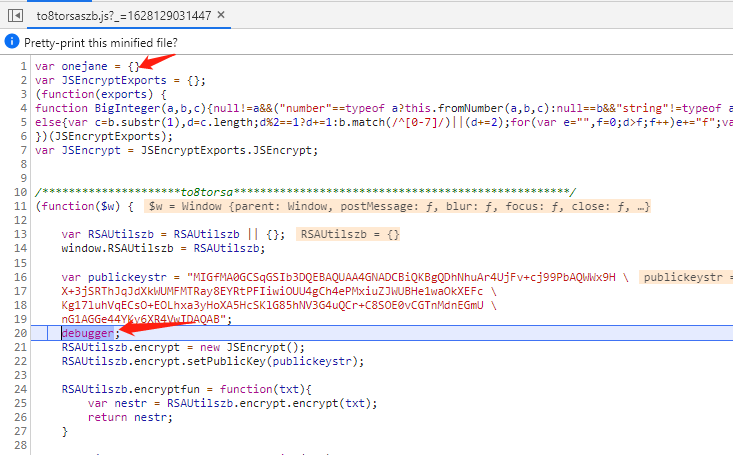 to8torsaszb.js?_=1628129031447 ×
i Pretty-print this minified file?
1 var onejane = {}
2 var JSEncryptExports = {};
3 (function(exports) {
4 function BigInteger(a,b,c){null!=a&&("number"==typeof a?this.fromNumber(a,b,c):null==b&&"string"!=typeof a
5 else{var c=b.substr(1),d=c.length;d%2==1?d+=1:b.match(/^[0-7]/)||(d+=2);for(var e="",f=0;d>f;f++)e+="f";va
6 })(JSEncryptExports);
7 var JSEncrypt = JSEncryptExports.JSEncrypt;
8
9
10 /*********************to8torsa***************************************************/
11 (function($w) { $w = Window {parent: Window, postMessage: ƒ, blur: ƒ, focus: ƒ, close: ƒ, …}
12
13 var RSAUtilszb = RSAUtilszb || {}; RSAUtilszb = {}
14 window.RSAUtilszb = RSAUtilszb;
15
16 var publickeystr = "MIGfMA0GCSqGSIb3DQEBAQUAA4GNADCBiQKBgQDhNhuAr4UjFv+cj99PbAQWWx9H \ publickeystr =
17 X+3jSRThJqJdXkWUMFMTRay8EYRtPFIiwiOUU4gCh4ePMxiuZJWUBHe1waOkXEFc \
18 Kg17luhVqECsO+EOLhxa3yHoXA5HcSKlG85hNV3G4uQCr+C8SOE0vCGTnMdnEGmU \
19 nG1AGGe44YKy6XR4VwIDAQAB";
20 debugger;
21 RSAUtilszb.encrypt = new JSEncrypt();
22 RSAUtilszb.encrypt.setPublicKey(publickeystr);
23
24 RSAUtilszb.encryptfun = function(txt){
25 var nestr = RSAUtilszb.encrypt.encrypt(txt);
26 return nestr;
27 }
28